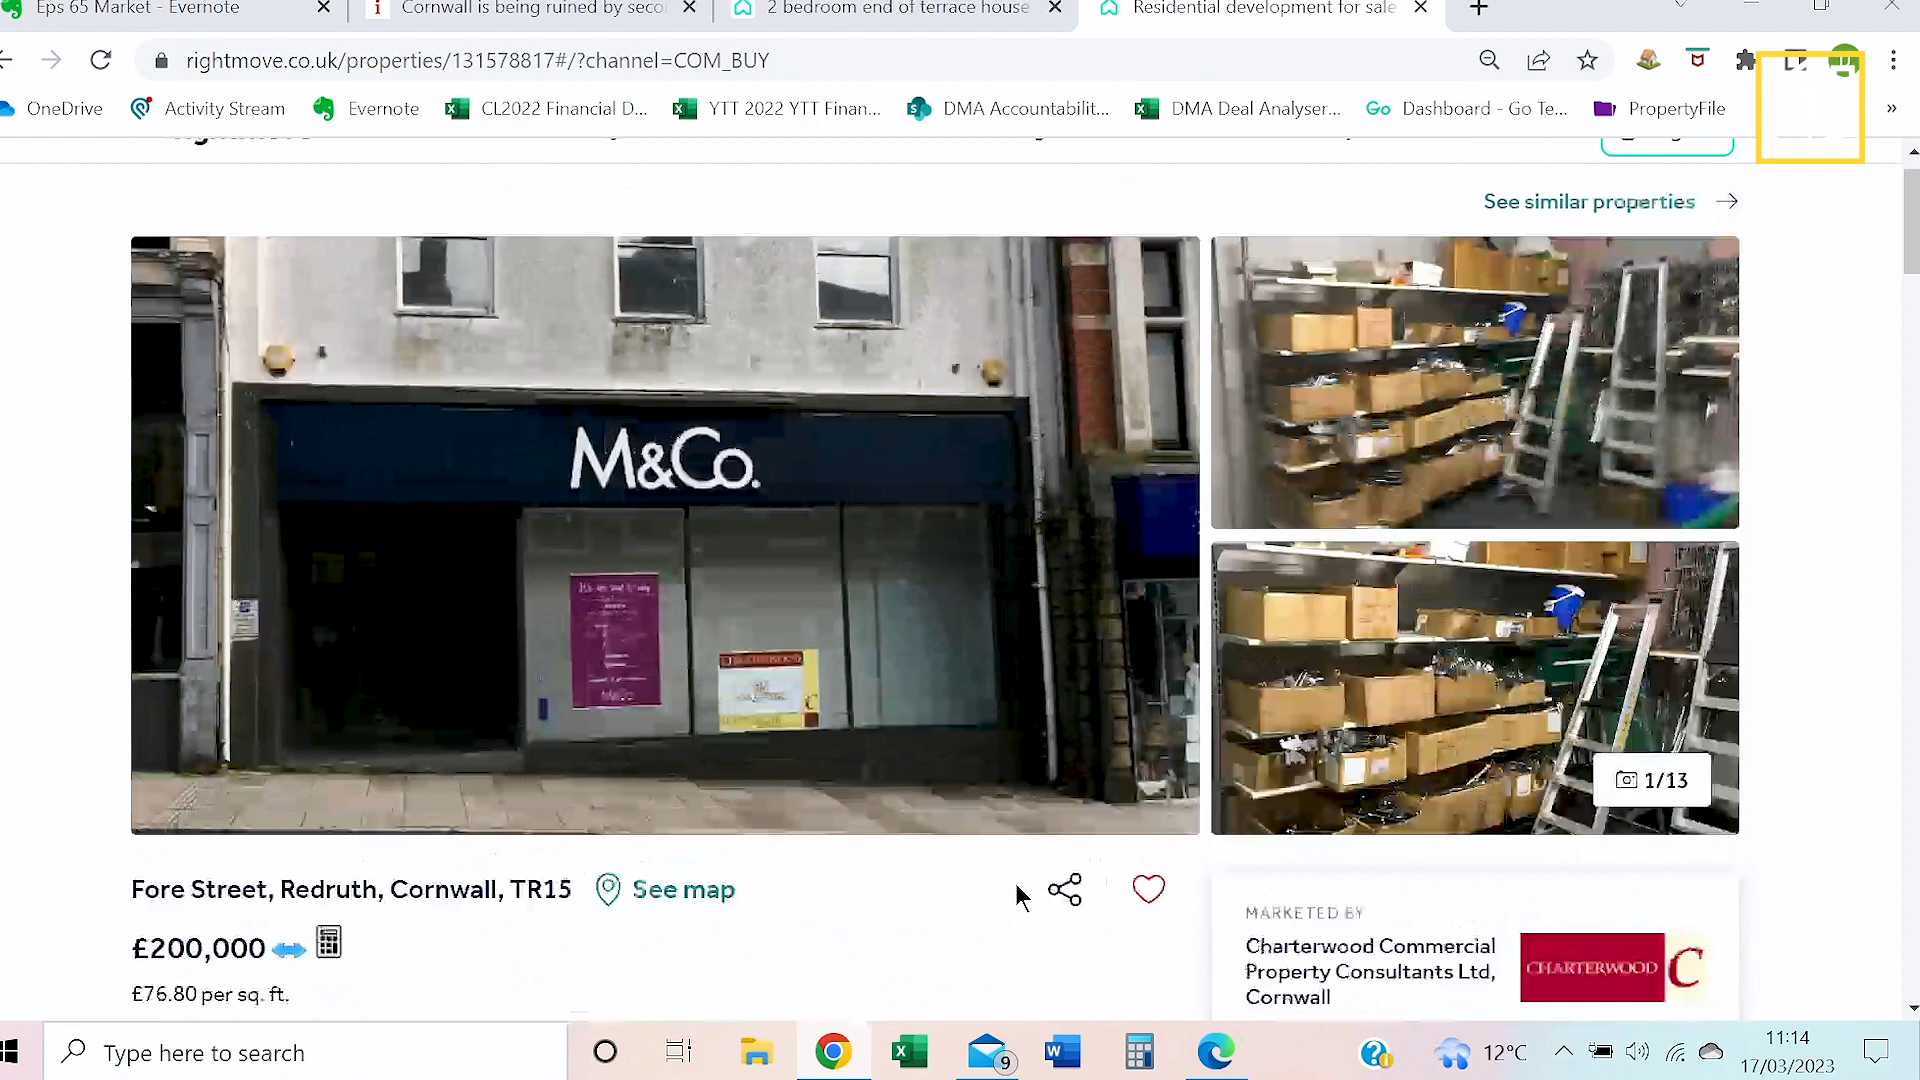 Eps 65 Market - Evernote
Cornwall is being ruined by seco
2 bedroom end of terrace house
Residential development for sale
rightmove.co.uk/properties/131578817#/?channel=COM_BUY
OneDrive
Activity Stream
Evernote
CL2022 Financial D...
YTT 2022 YTT Finan...
DMA Accountabilit...
DMA Deal Analyser...
Go
Dashboard - Go Te...
PropertyFile
»
See similar properties
M&Co.
1/13
Fore Street, Redruth, Cornwall, TR15
See map
£200,000
£76.80 per sq. ft.
MARKETED BY
Charterwood Commercial
Property Consultants Ltd,
Cornwall
CHARTERWOOD C
Type here to search
9
12°C
11:14
17/03/2023